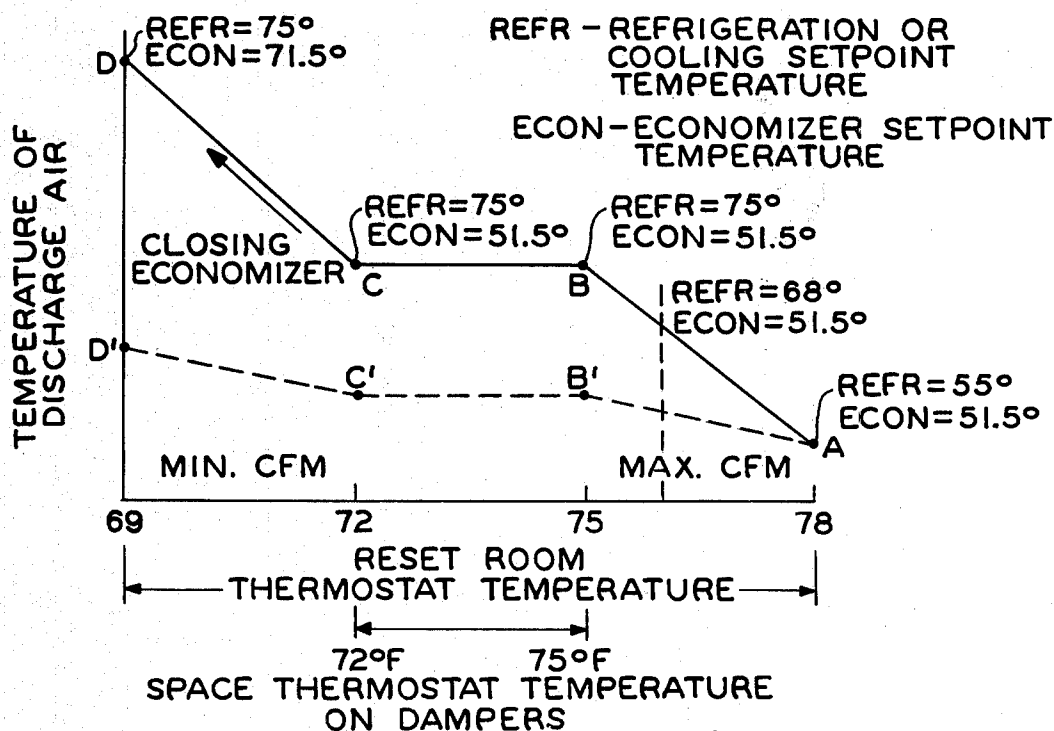 REFR=75°
ECON=71.5°
D
REFR – REFRIGERATION OR
COOLING SETPOINT
TEMPERATURE
ECON–ECONOMIZER SETPOINT
TEMPERATURE
TEMPERATURE OF
DISCHARGE AIR
CLOSING
ECONOMIZER
REFR=75°
ECON=51.5°
C
REFR=75°
ECON=51.5°
B
REFR=68°
ECON=51.5°
D'
C'
B'
REFR=55°
ECON=51.5°
A
MIN. CFM
MAX. CFM
69
72
75
78
RESET ROOM
THERMOSTAT TEMPERATURE
72°F
75°F
SPACE THERMOSTAT TEMPERATURE
ON DAMPERS